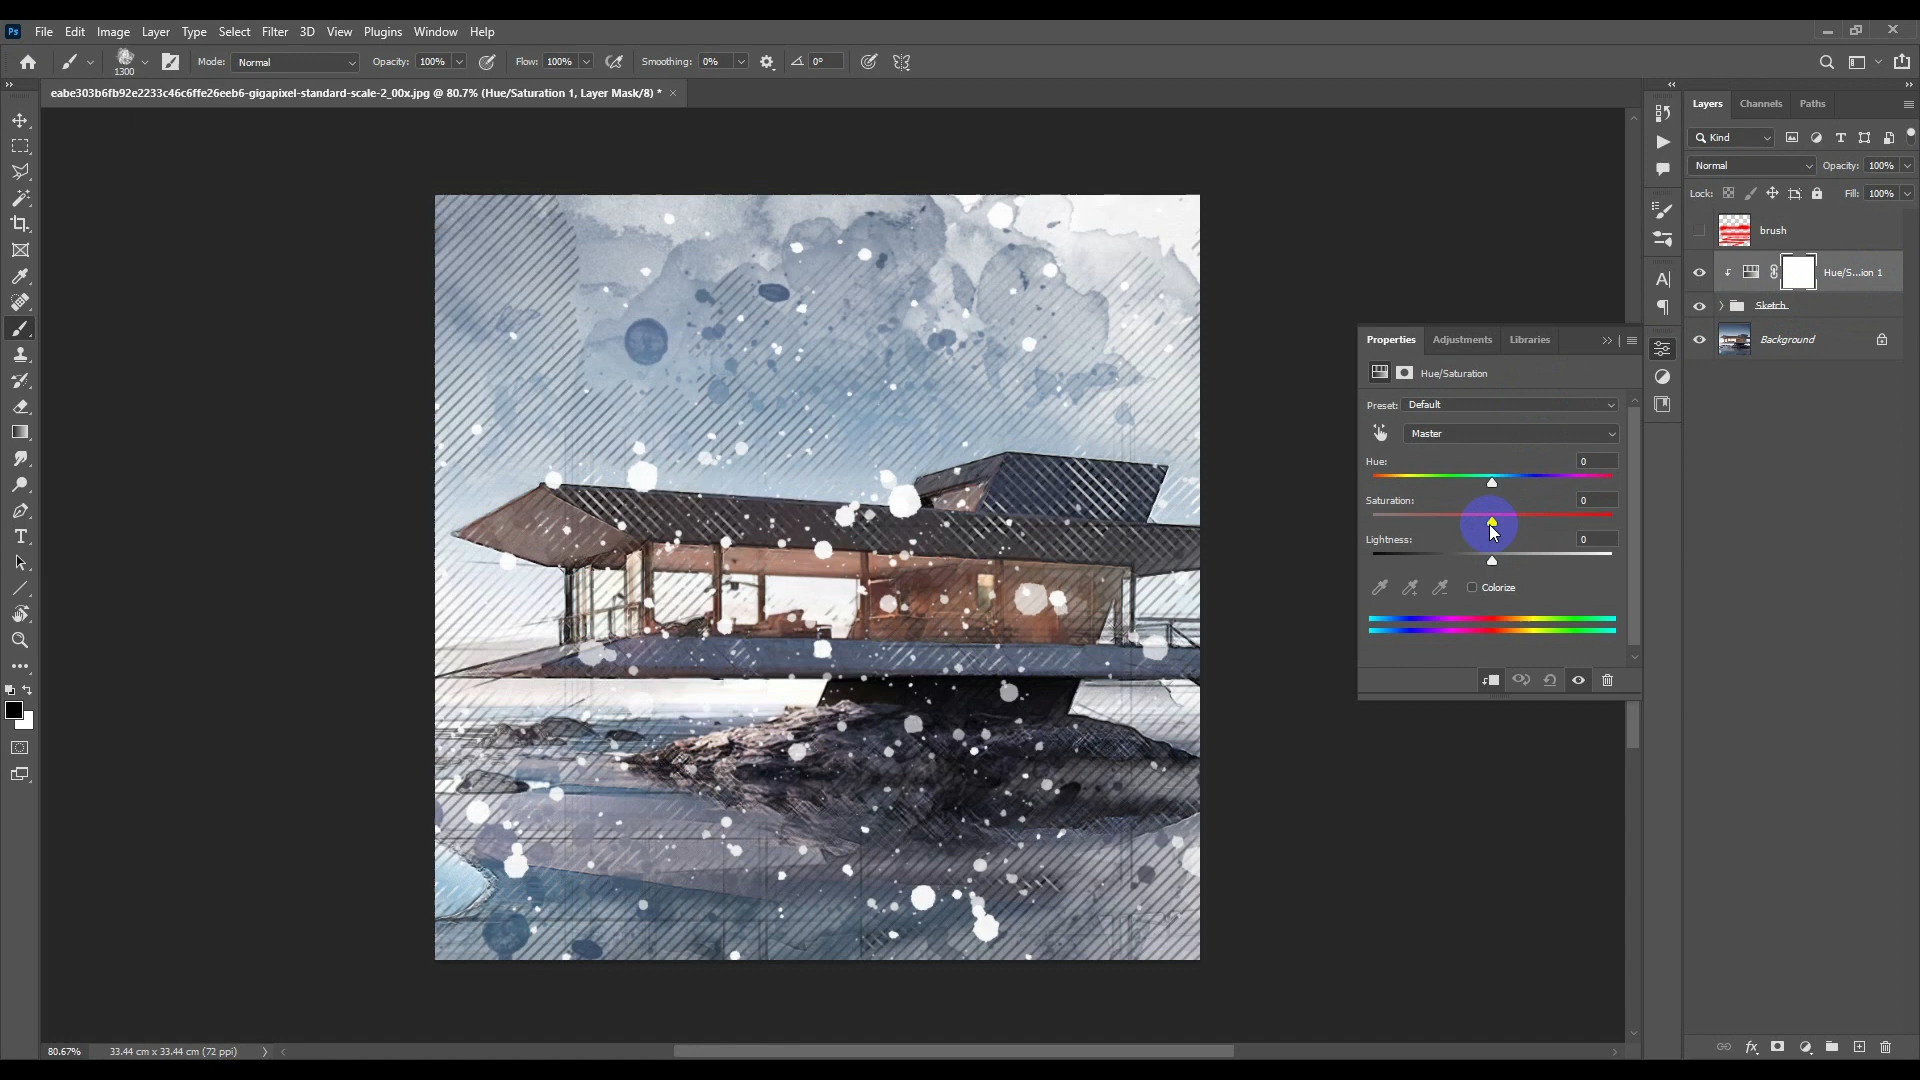 Ps File Edit Image Layer Type Select Filter 3D View Plugins Window Help
1300 Mode: Normal Opacity: 100% Flow: 100% Smoothing: 0% 0°
eabe303b6fb92e2233c46c6ffe26eeb6-gigapixel-standard-scale-2_00x.jpg @ 80.7% (Hue/Saturation 1, Layer Mask/8) *
Layers Channels Paths
Kind
Normal Opacity: 100%
Lock: Fill: 100%
brush
Hue/S...ion 1
Sketch
Background
Properties Adjustments Libraries
Hue/Saturation
Preset: Default
Master
Hue: 0
Saturation: 0
Lightness: 0
Colorize
80.67% 33.44 cm x 33.44 cm (72 ppi)